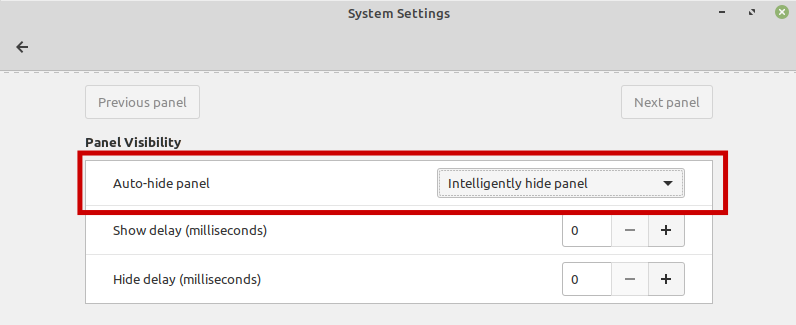 System Settings
Previous panel
Next panel
Panel Visibility
Auto-hide panel
Intelligently hide panel
Show delay (milliseconds)
0
Hide delay (milliseconds)
0